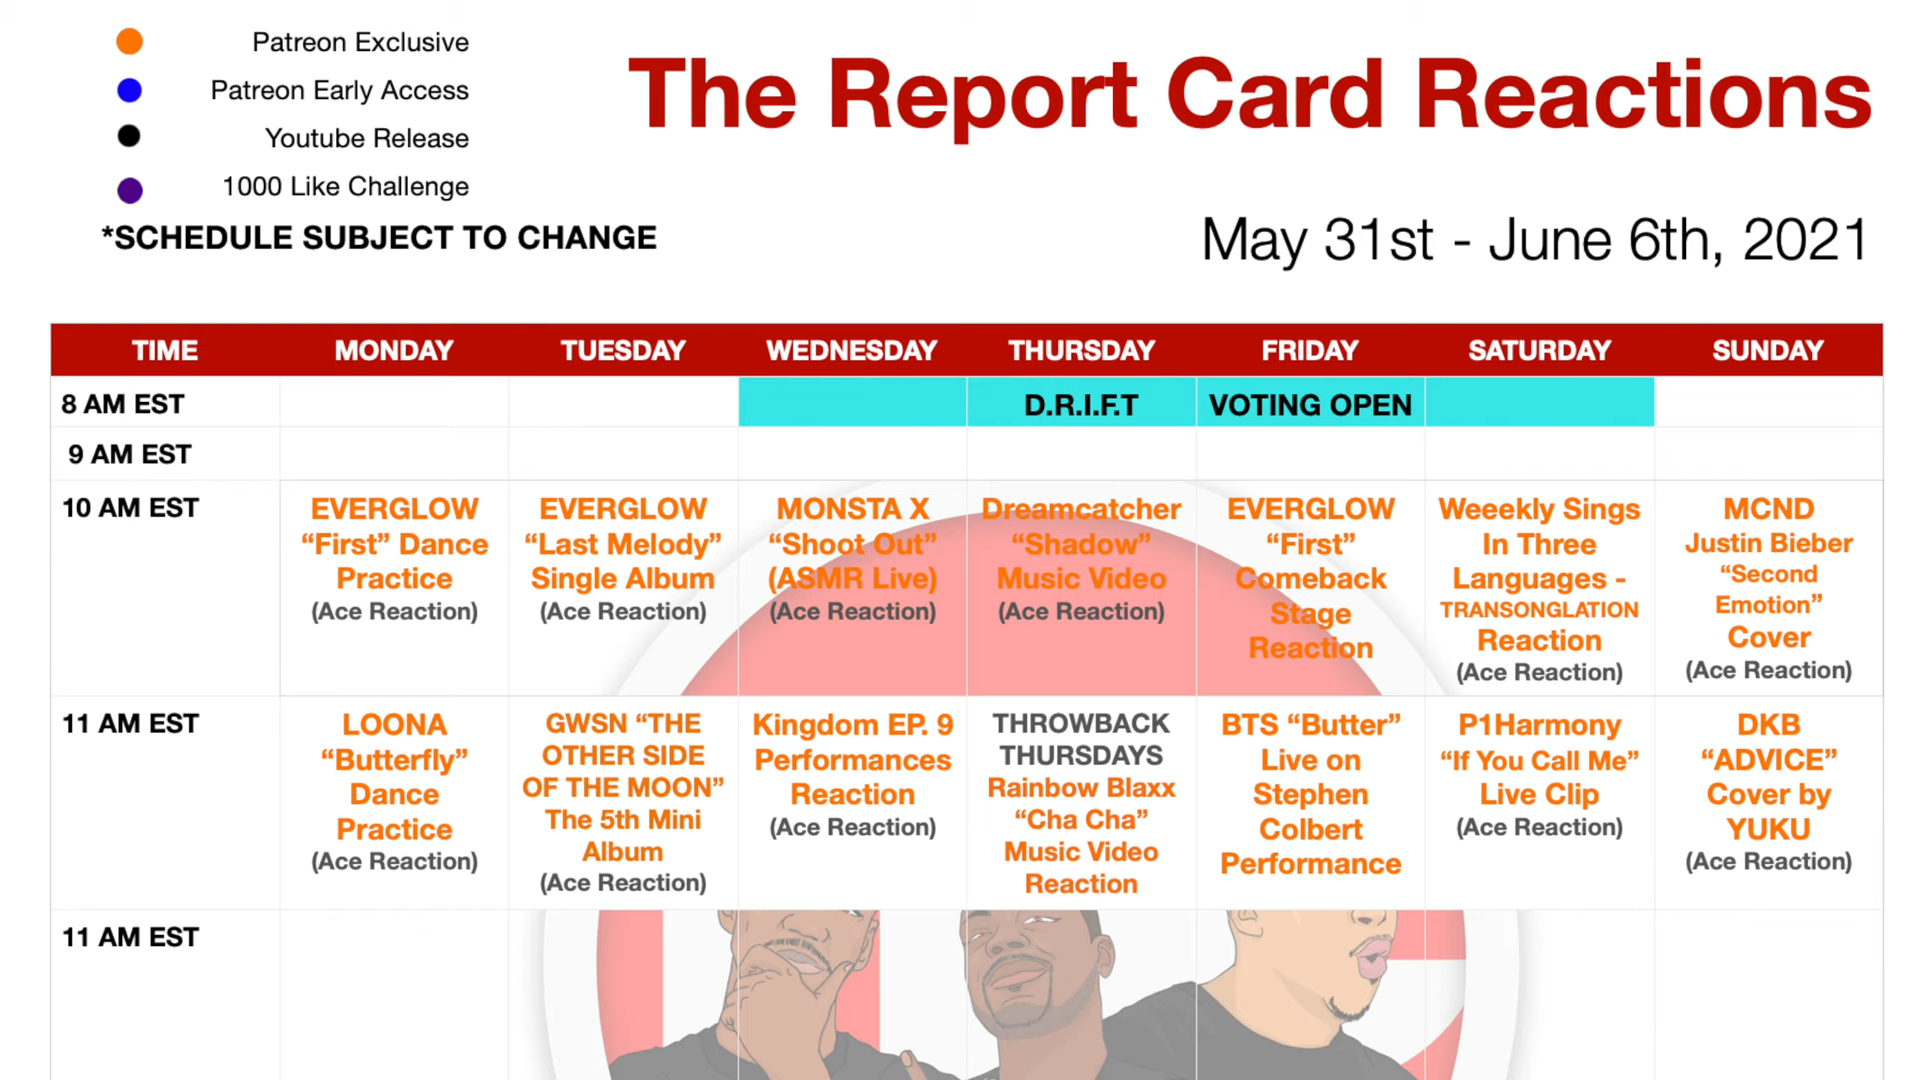 Patreon Exclusive
Patreon Early Access
Youtube Release
1000 Like Challenge
*SCHEDULE SUBJECT TO CHANGE
The Report Card Reactions
May 31st - June 6th, 2021
TIME MONDAY TUESDAY WEDNESDAY THURSDAY FRIDAY SATURDAY SUNDAY
8 AM EST D.R.I.F.T VOTING OPEN
9 AM EST
10 AM EST
EVERGLOW
“First” Dance
Practice
(Ace Reaction)
EVERGLOW
“Last Melody”
Single Album
(Ace Reaction)
MONSTA X
“Shoot Out”
(ASMR Live)
(Ace Reaction)
Dreamcatcher
“Shadow”
Music Video
(Ace Reaction)
EVERGLOW
“First”
Comeback
Stage
Reaction
Weeekly Sings
In Three
Languages -
TRANSONGLATION
Reaction
(Ace Reaction)
MCND
Justin Bieber
“Second
Emotion”
Cover
(Ace Reaction)
11 AM EST
LOONA
“Butterfly”
Dance
Practice
(Ace Reaction)
GWSN “THE
OTHER SIDE
OF THE MOON”
The 5th Mini
Album
(Ace Reaction)
Kingdom EP. 9
Performances
Reaction
(Ace Reaction)
THROWBACK
THURSDAYS
Rainbow Blaxx
“Cha Cha”
Music Video
Reaction
BTS “Butter”
Live on
Stephen
Colbert
Performance
P1Harmony
“If You Call Me”
Live Clip
(Ace Reaction)
DKB
“ADVICE”
Cover by
YUKU
(Ace Reaction)
11 AM EST